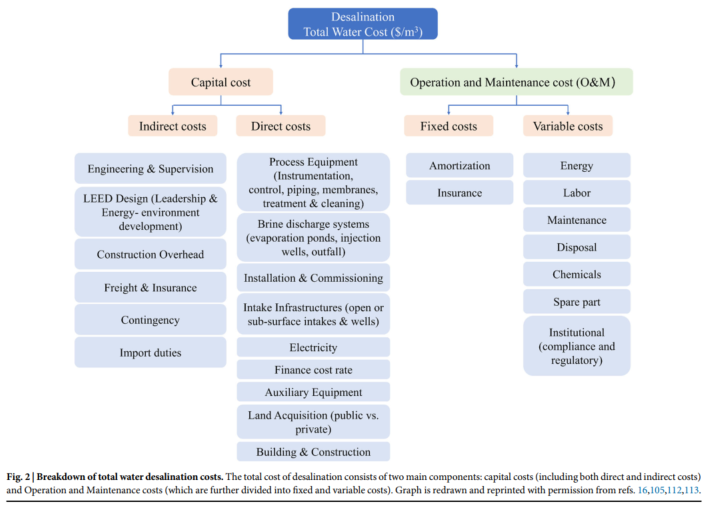 Desalination
Total Water Cost ($/m³)
Capital cost
Operation and Maintenance cost (O&M)
Indirect costs
Direct costs
Fixed costs
Variable costs
Engineering & Supervision
LEED Design (Leadership &
Energy- environment
development)
Construction Overhead
Freight & Insurance
Contingency
Import duties
Process Equipment
(Instrumentation,
control, piping, membranes,
treatment & cleaning)
Brine discharge systems
(evaporation ponds, injection
wells, outfall)
Installation & Commissioning
Intake Infrastructures (open or
sub-surface intakes & wells)
Electricity
Finance cost rate
Auxiliary Equipment
Land Acquisition (public vs.
private)
Building & Construction
Amortization
Insurance
Energy
Labor
Maintenance
Disposal
Chemicals
Spare part
Institutional
(compliance and
regulatory)
Fig. 2 | Breakdown of total water desalination costs. The total cost of desalination consists of two main components: capital costs (including both direct and indirect costs)
and Operation and Maintenance costs (which are further divided into fixed and variable costs). Graph is redrawn and reprinted with permission from refs. 16,105,112,113.